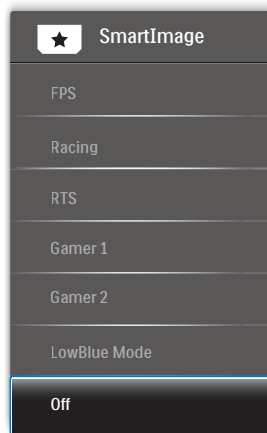 SmartImage
FPS
Racing
RTS
Gamer 1
Gamer 2
LowBlue Mode
Off